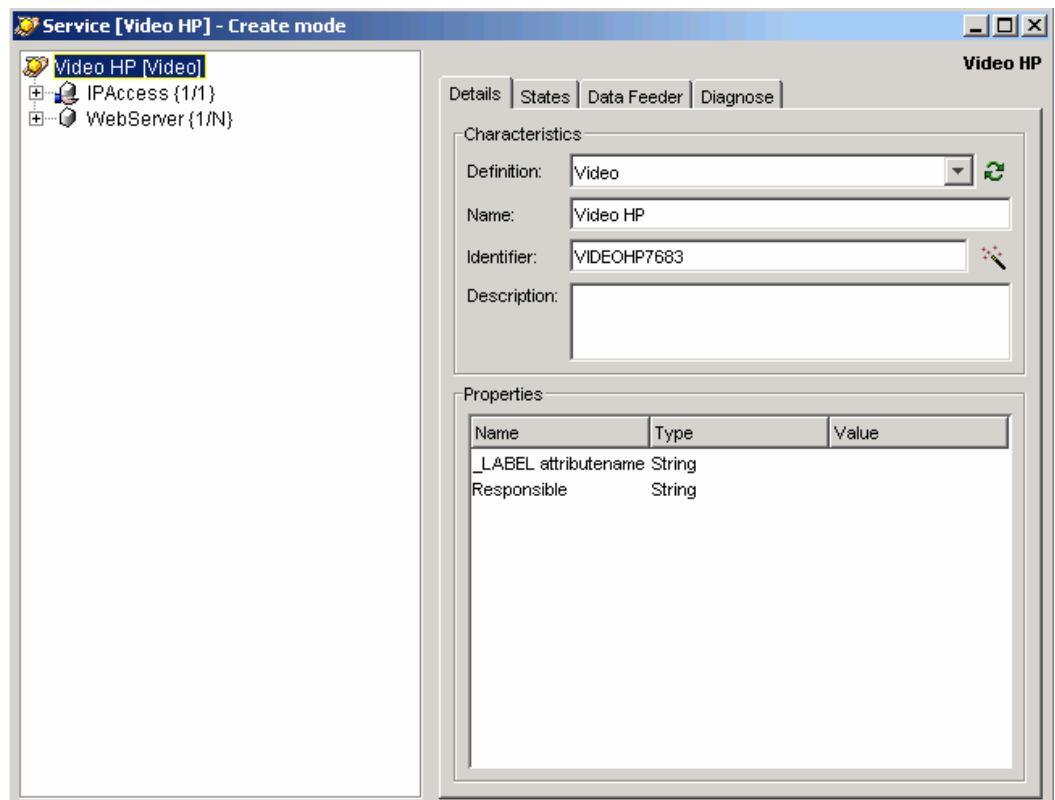 Service [Video HP] - Create mode
Video HP [Video]
IPAccess {1/1}
WebServer {1/N}
Video HP
Details States Data Feeder Diagnose
Characteristics
Definition: Video
Name: Video HP
Identifier: VIDEOHP7683
Description:
Properties
Name Type Value
_LABEL attributename String
Responsible String